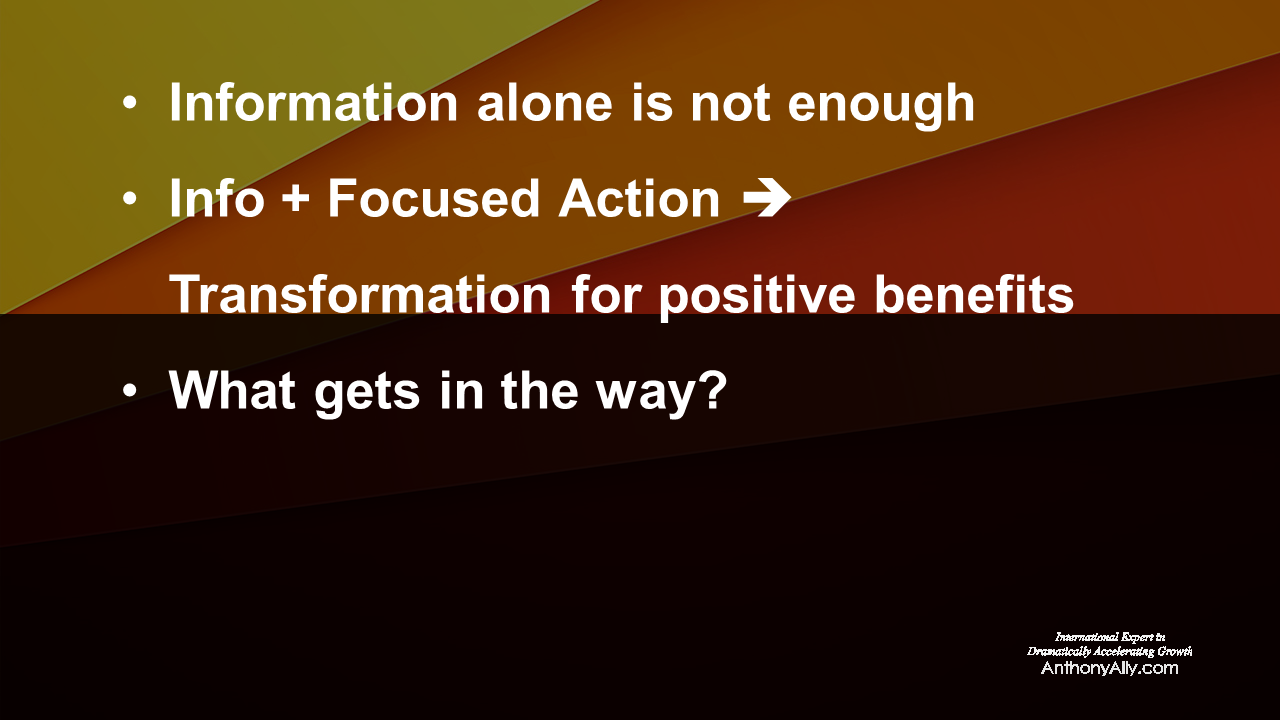 • Information alone is not enough
• Info + Focused Action ➔
Transformation for positive benefits
• What gets in the way?
International Expert in
Dramatically Accelerating Growth
AnthonyAlly.com